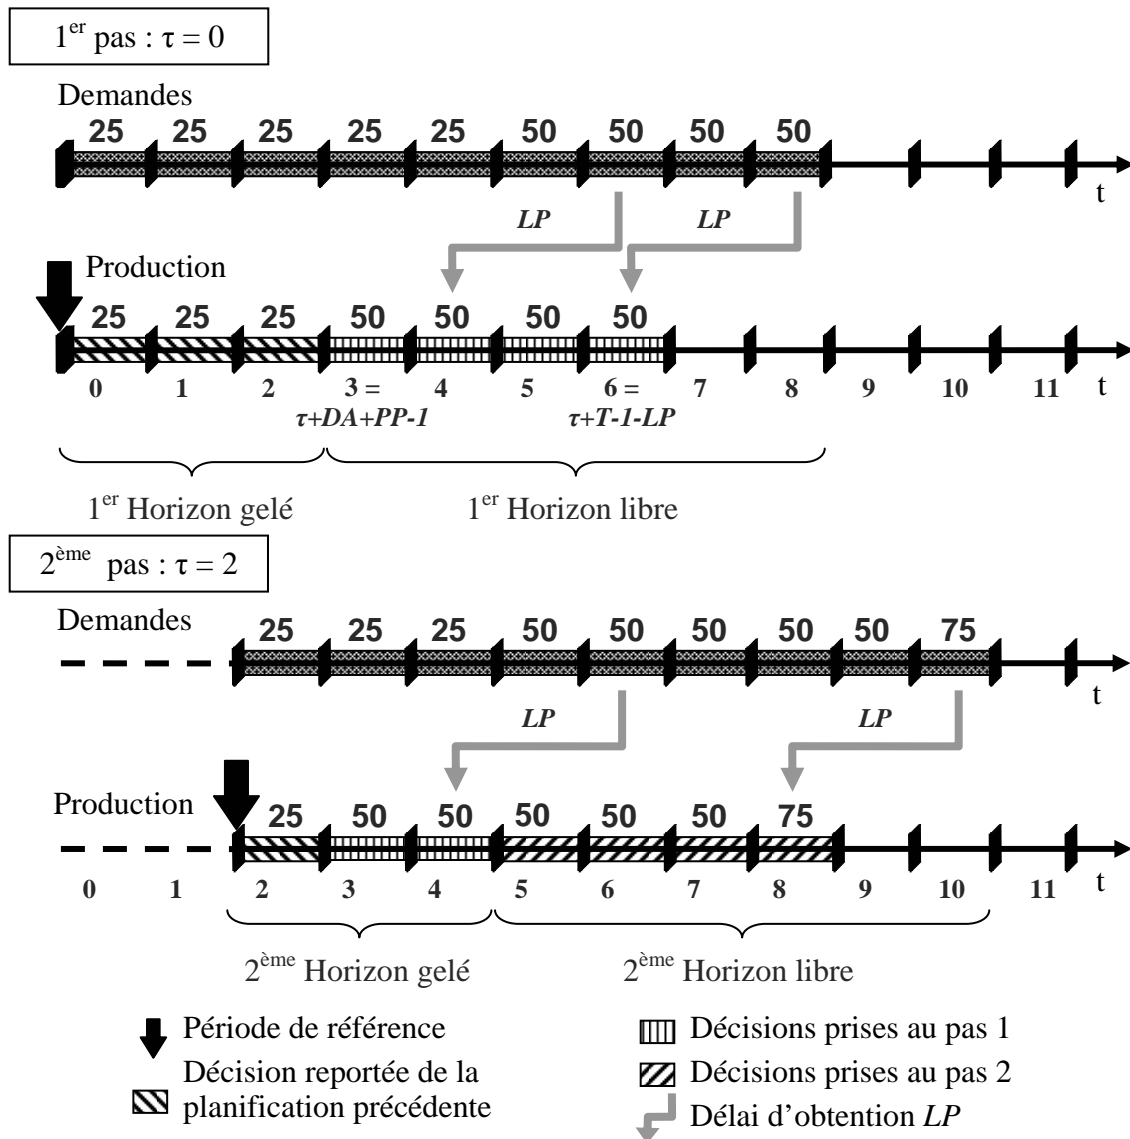 1er pas : τ = 0
Demandes
25 25 25 25 25 50 50 50 50
t
LP LP
Production
25 25 25 50 50 50 50
0 1 2 3 = 4 5 6 = 7 8 9 10 11 t
τ+DA+PP-1 τ+T-1-LP
1er Horizon gelé 1er Horizon libre
2ème pas : τ = 2
Demandes
25 25 25 50 50 50 50 50 75
t
LP LP
Production
25 50 50 50 50 50 75
0 1 2 3 4 5 6 7 8 9 10 11 t
2ème Horizon gelé 2ème Horizon libre
Période de référence
Décision reportée de la
planification précédente
Décisions prises au pas 1
Décisions prises au pas 2
Délai d’obtention LP